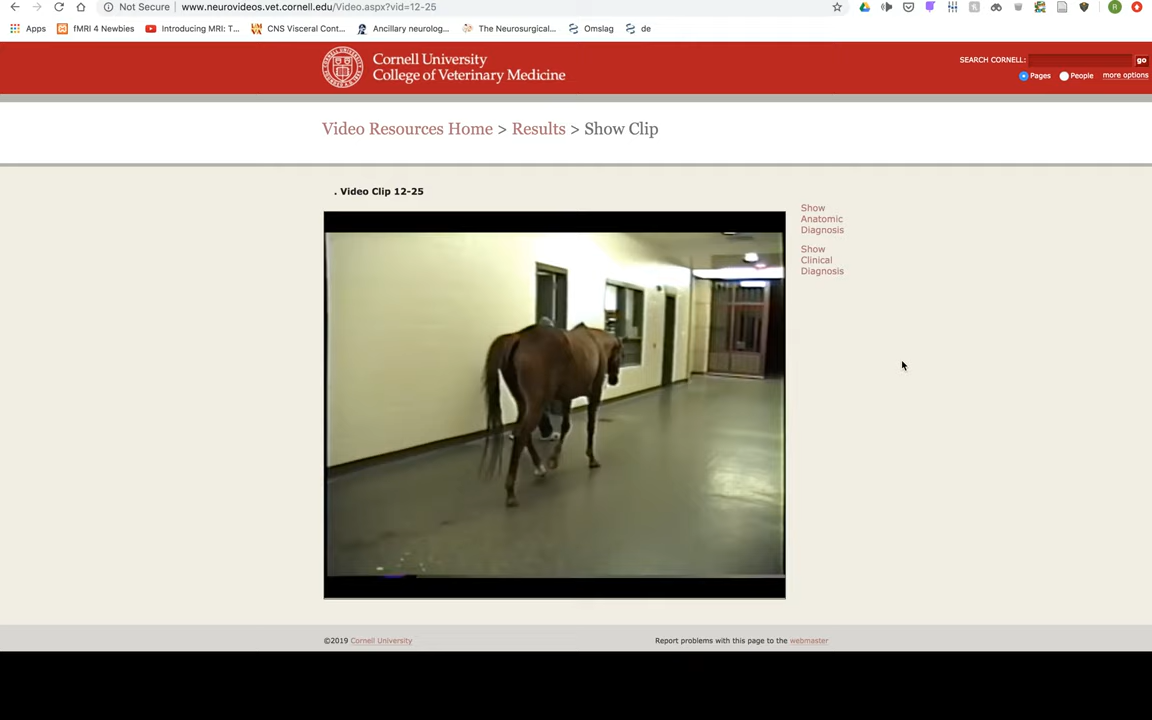 Not Secure | www.neurovideos.vet.cornell.edu/Video.aspx?vid=12-25
Apps fMRI 4 Newbies Introducing MRI: T... CNS Visceral Cont... Ancillary neurolog... The Neurosurgical... Omslag de
Cornell University
College of Veterinary Medicine
SEARCH CORNELL: go
Pages People more options
Video Resources Home > Results > Show Clip
. Video Clip 12-25
Show
Anatomic
Diagnosis
Show
Clinical
Diagnosis
©2019 Cornell University
Report problems with this page to the webmaster